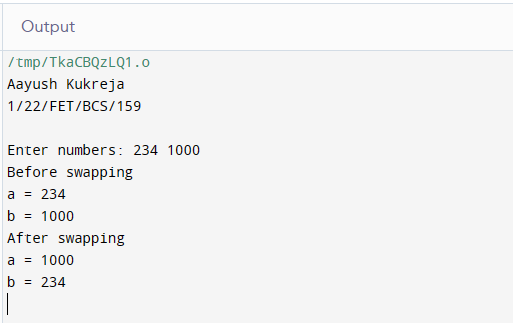 Output
/tmp/TkaCBQzLQ1.o
Aayush Kukreja
1/22/FET/BCS/159
Enter numbers: 234 1000
Before swapping
a = 234
b = 1000
After swapping
a = 1000
b = 234